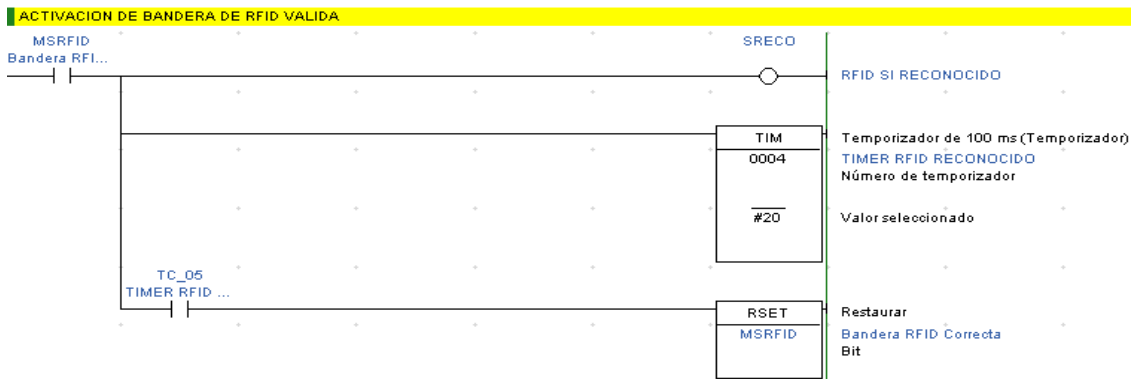 ACTIVACION DE BANDERA DE RFID VALIDA
MSRFID
Bandera RFI...
SRECO
RFID SI RECONOCIDO
TIM
Temporizador de 100 ms (Temporizador)
0004
TIMER RFID RECONOCIDO
Número de temporizador
#20
Valor seleccionado
TC_05
TIMER RFID ...
RSET
Restaurar
MSRFID
Bandera RFID Correcta
Bit